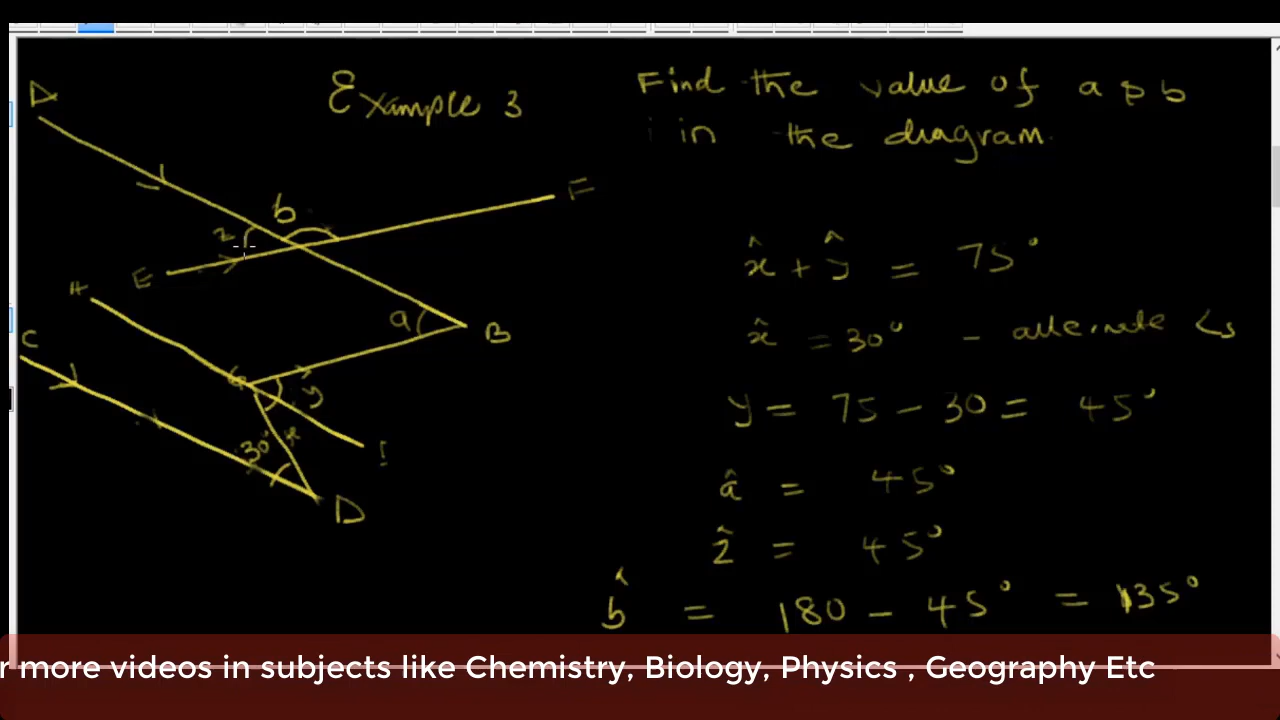 Example 3
Find the value of a & b
in the diagram.
A
b
F
z
E
H
a
B
C
G
y
30° x
I
D
x̂ + ŷ = 75°
x̂ = 30° - alternate <s
y = 75 - 30 = 45°
â = 45°
ẑ = 45°
b̂ = 180 - 45° = 135°
r more videos in subjects like Chemistry, Biology, Physics , Geography Etc